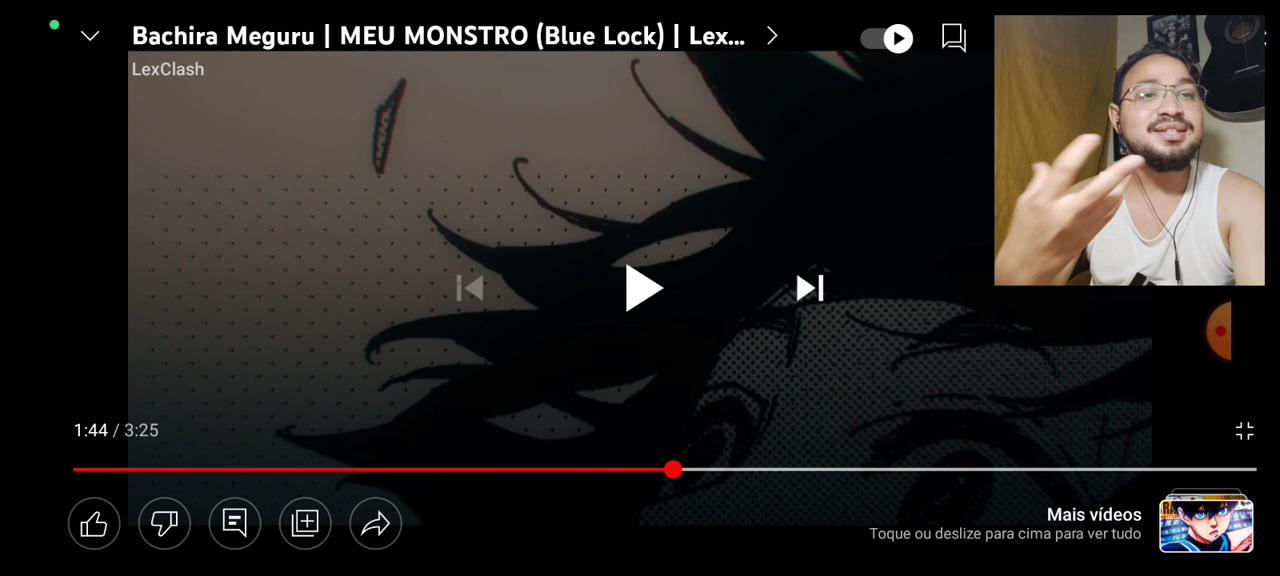 Bachira Meguru | MEU MONSTRO (Blue Lock) | Lex...
LexClash
1:44 / 3:25
Mais vídeos
Toque ou deslize para cima para ver tudo